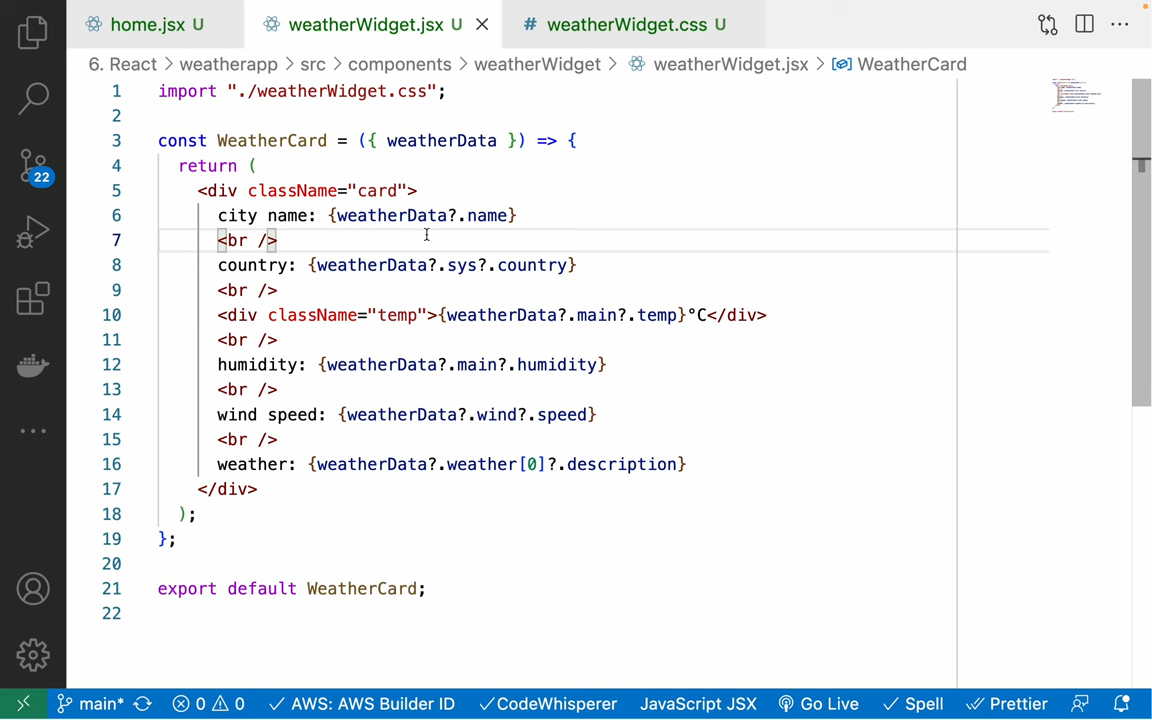 home.jsx U
weatherWidget.jsx U
# weatherWidget.css U
6. React > weatherapp > src > components > weatherWidget > weatherWidget.jsx > WeatherCard
1 import "./weatherWidget.css";
2
3 const WeatherCard = ({ weatherData }) => {
4 return (
5 <div className="card">
6 city name: {weatherData?.name}
7 <br />
8 country: {weatherData?.sys?.country}
9 <br />
10 <div className="temp">{weatherData?.main?.temp}°C</div>
11 <br />
12 humidity: {weatherData?.main?.humidity}
13 <br />
14 wind speed: {weatherData?.wind?.speed}
15 <br />
16 weather: {weatherData?.weather[0]?.description}
17 </div>
18 );
19 };
20
21 export default WeatherCard;
22
22
main* 0 0 AWS: AWS Builder ID CodeWhisperer JavaScript JSX Go Live Spell Prettier